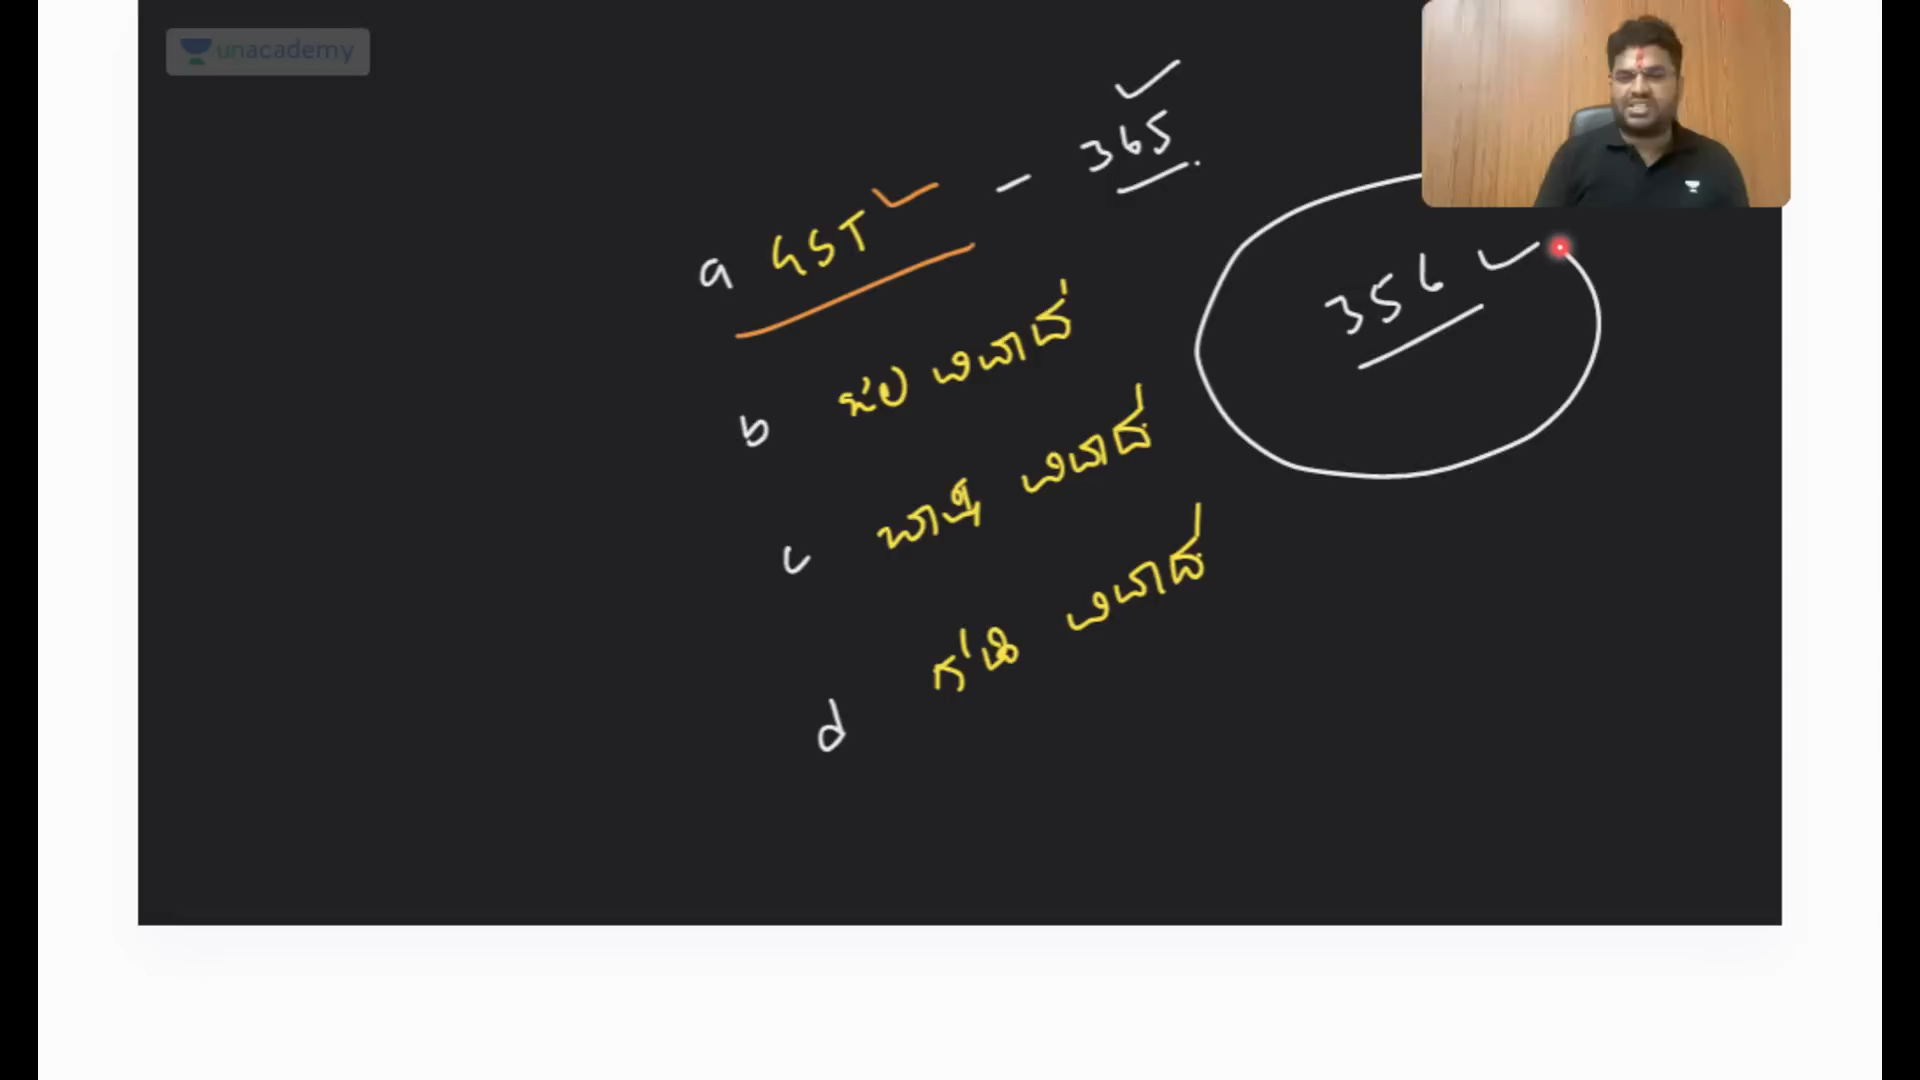 unacademy
a GST ✓ - 365 ✓
356 ✓
b ಜಲ ವಿವಾದ
c ಭಾಷಾ ವಿವಾದ
d ಗಡಿ ವಿವಾದ